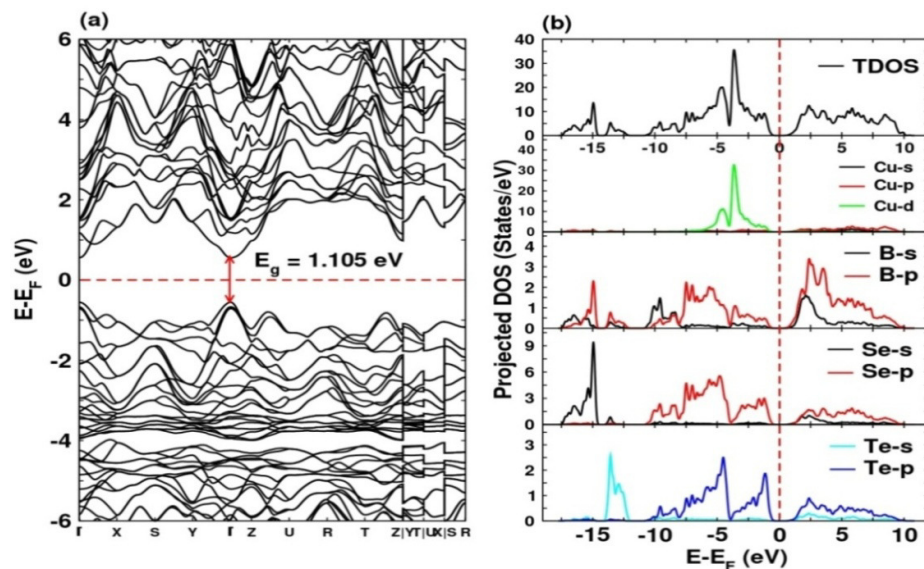 (a)
6
4
2
0
-2
-4
-6
E-E_F (eV)
E_g = 1.105 eV
Γ X S Y Γ Z U R T Z|YT|UX|S R
(b)
Projected DOS (States/eV)
40
30
20
10
0
TDOS
-15 -10 -5 0 5 10
30
20
10
0
Cu-s
Cu-p
Cu-d
4
3
1
0
B-s
B-p
9
6
3
0
Se-s
Se-p
3
2
1
0
Te-s
Te-p
-15 -10 -5 0 5 10
E-E_F (eV)